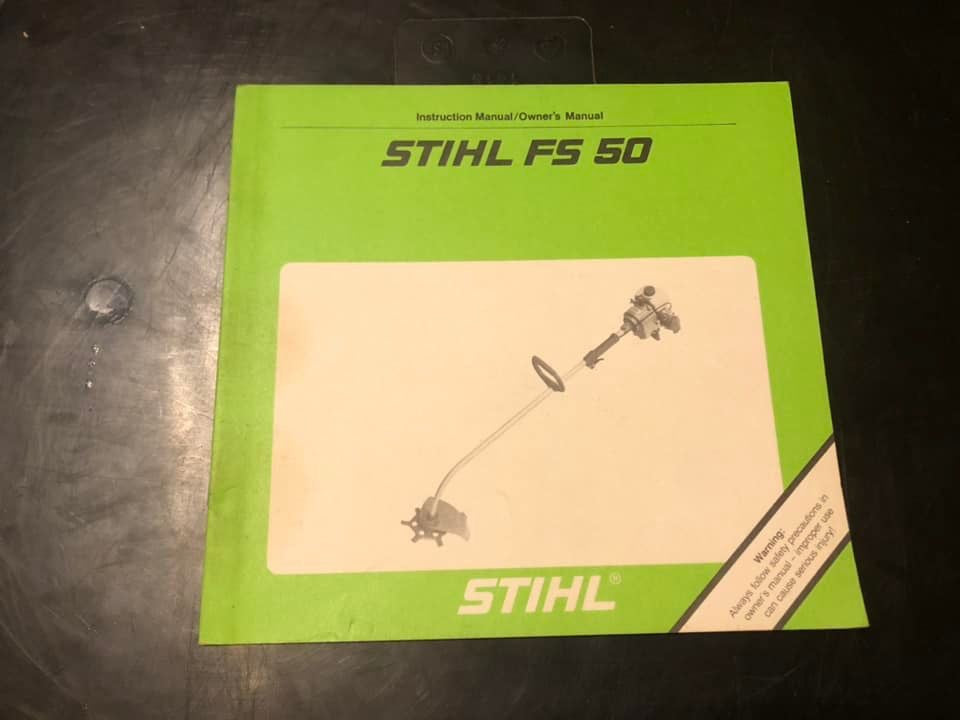 Instruction Manual/Owner's Manual
STIHL FS 50
Warning:
Always follow safety precautions in
owner's manual – improper use
can cause serious injury!
STIHL®